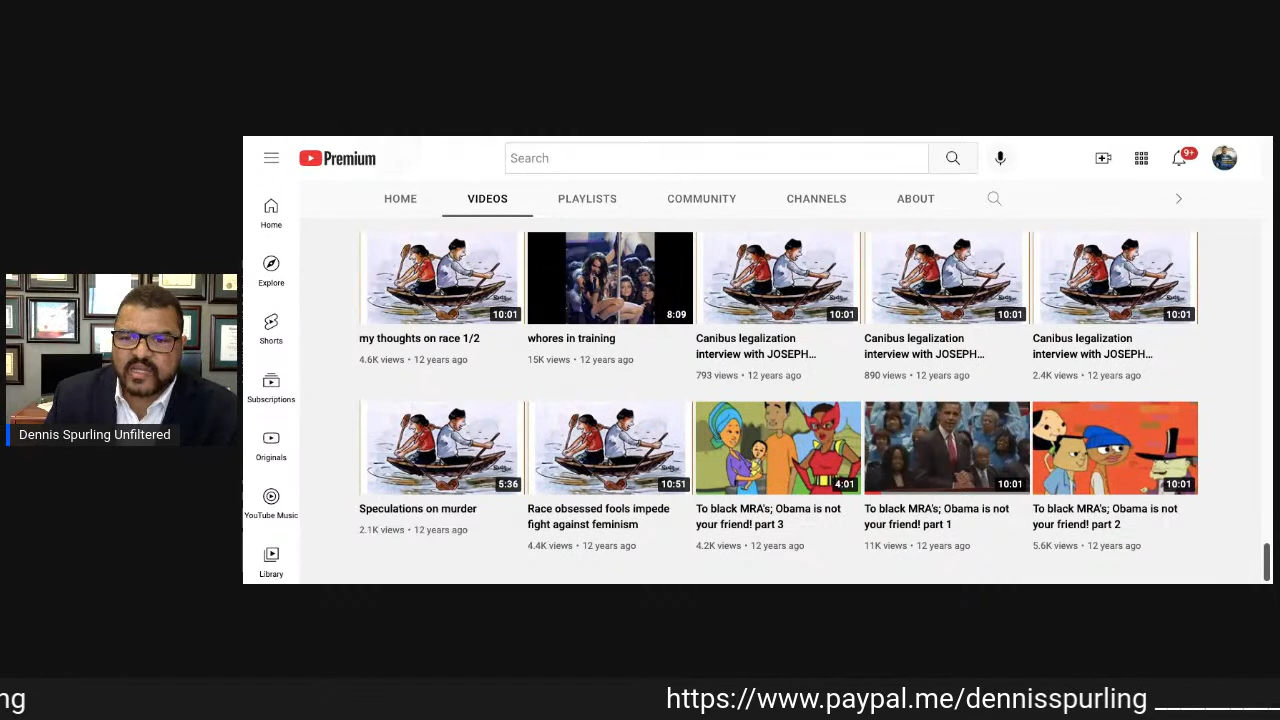 Premium
Search
9+
HOME
VIDEOS
PLAYLISTS
COMMUNITY
CHANNELS
ABOUT
Home
Explore
Shorts
Subscriptions
Originals
YouTube Music
Library
10:01
8:09
10:01
10:01
10:01
my thoughts on race 1/2
4.6K views • 12 years ago
whores in training
15K views • 12 years ago
Canibus legalization
interview with JOSEPH...
793 views • 12 years ago
Canibus legalization
interview with JOSEPH...
890 views • 12 years ago
Canibus legalization
interview with JOSEPH...
2.4K views • 12 years ago
5:36
10:51
4:01
10:01
10:01
Speculations on murder
2.1K views • 12 years ago
Race obsessed fools impede
fight against feminism
4.4K views • 12 years ago
To black MRA's; Obama is not
your friend! part 3
4.2K views • 12 years ago
To black MRA's; Obama is not
your friend! part 1
11K views • 12 years ago
To black MRA's; Obama is not
your friend! part 2
5.6K views • 12 years ago
Dennis Spurling Unfiltered
ng
https://www.paypal.me/dennisspurling __________